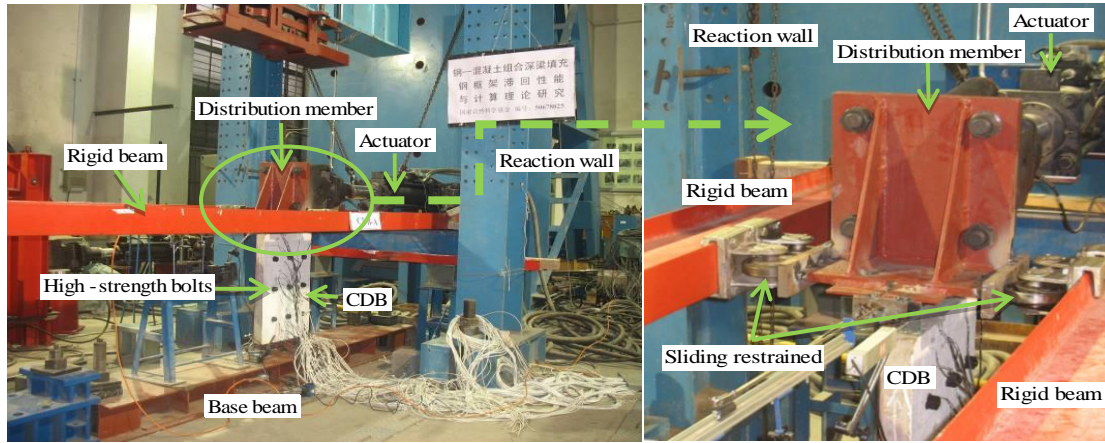 Distribution member
Rigid beam
Actuator
Reaction wall
High - strength bolts
CDB
Base beam
钢一混凝土组合深梁填充
钢框架滞回性能
与计算理论研究
Reaction wall
Actuator
Distribution member
Rigid beam
Sliding restrained
CDB
Rigid beam